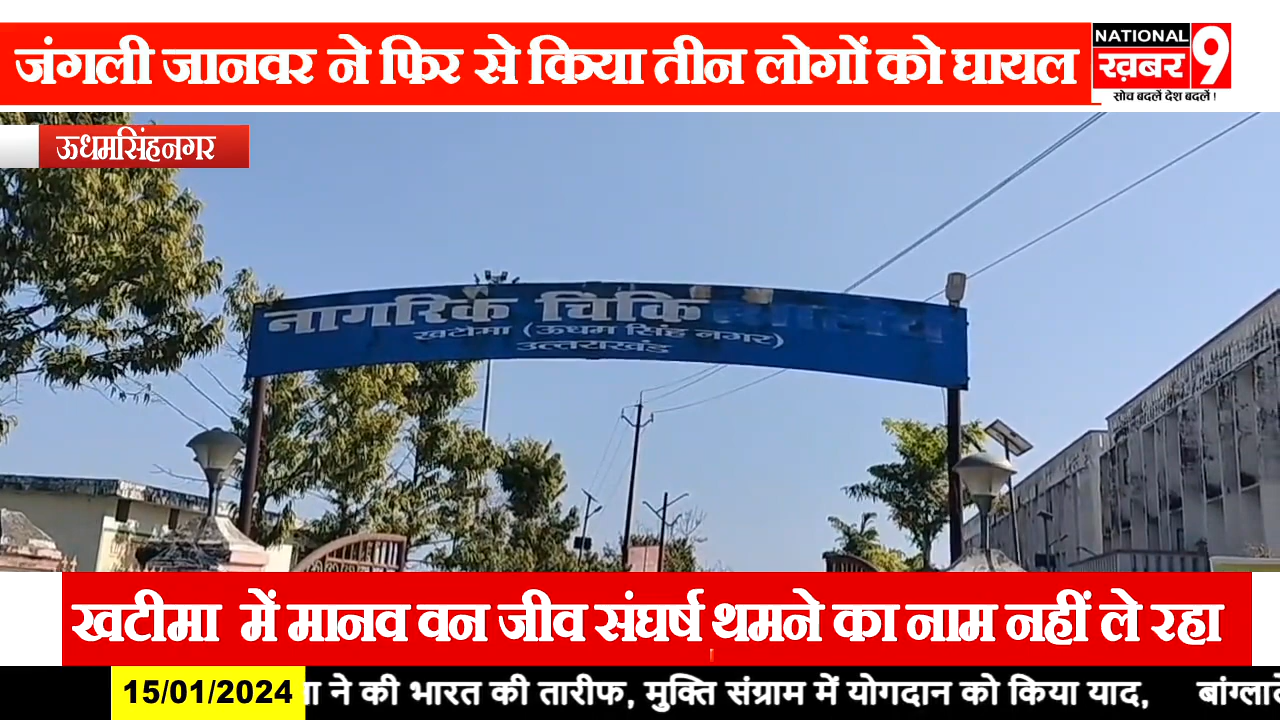 जंगली जानवर ने फिर से किया तीन लोगों को घायल
NATIONAL
ख़बर 9
सोच बदलें देश बदलें !
ऊधमसिंहनगर
नागरिक
खटीमा (ऊधम सिंह नगर)
उत्तराखंड
खटीमा में मानव वन जीव संघर्ष थमने का नाम नहीं ले रहा
15/01/2024 ने की भारत की तारीफ, मुक्ति संग्राम में योगदान को किया याद,